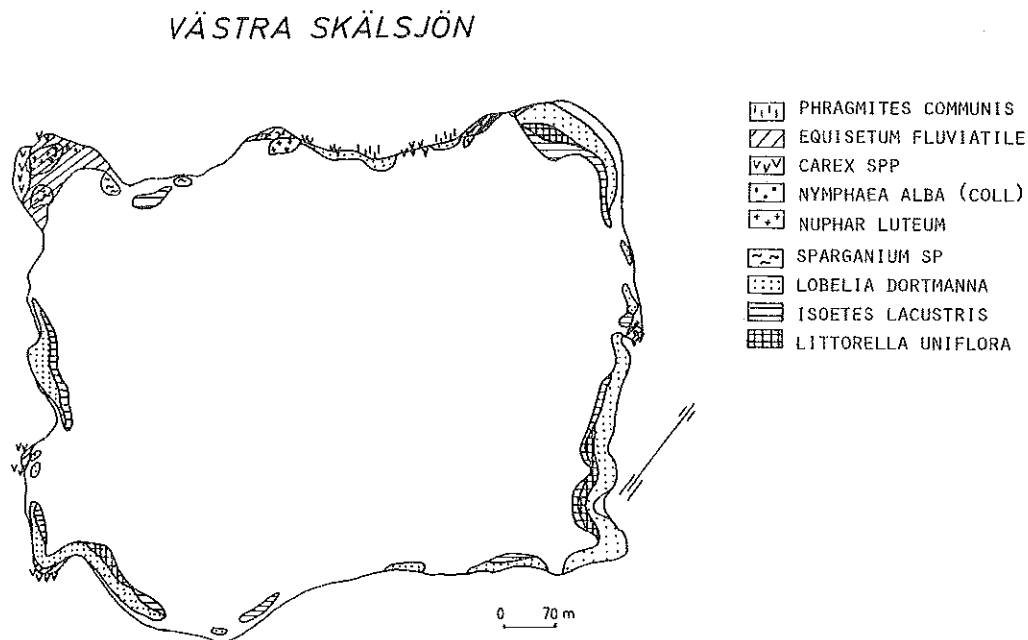 VÄSTRA SKÄLSJÖN
PHRAGMITES COMMUNIS
EQUISETUM FLUVIATILE
CAREX SPP
NYMPHAEA ALBA (COLL)
NUPHAR LUTEUM
SPARGANIUM SP
LOBELIA DORTMANNA
ISOETES LACUSTRIS
LITTORELLA UNIFLORA
0 70 m